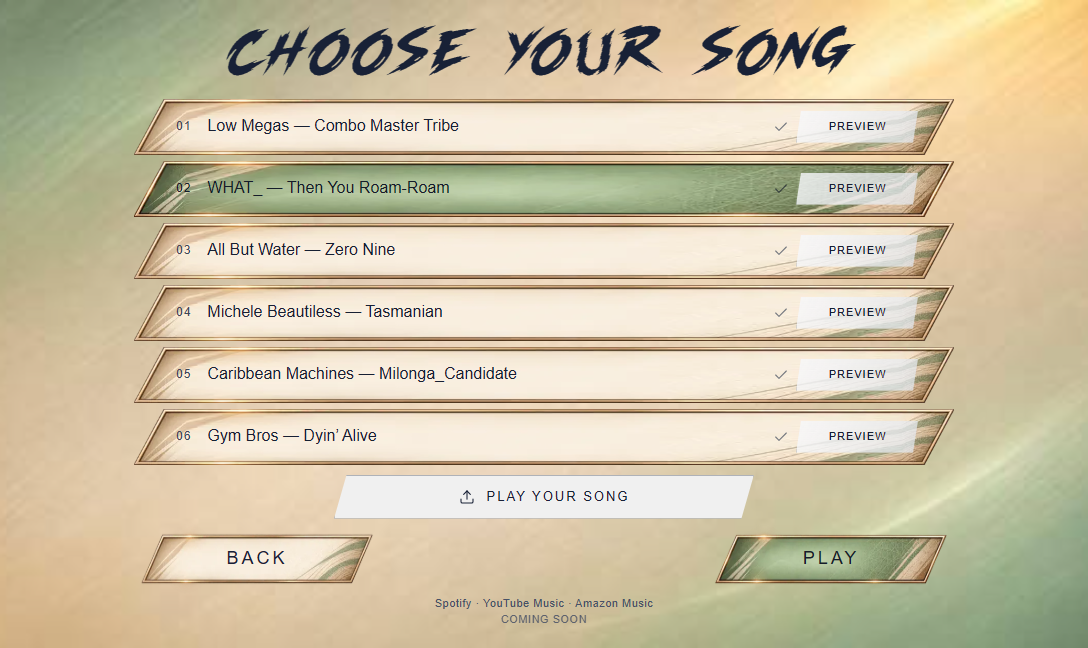 CHOOSE YOUR SONG
01 Low Megas — Combo Master Tribe PREVIEW
02 WHAT_ — Then You Roam-Roam PREVIEW
03 All But Water — Zero Nine PREVIEW
04 Michele Beautiless — Tasmanian PREVIEW
05 Caribbean Machines — Milonga_Candidate PREVIEW
06 Gym Bros — Dyin’ Alive PREVIEW
PLAY YOUR SONG
BACK PLAY
Spotify · YouTube Music · Amazon Music
COMING SOON